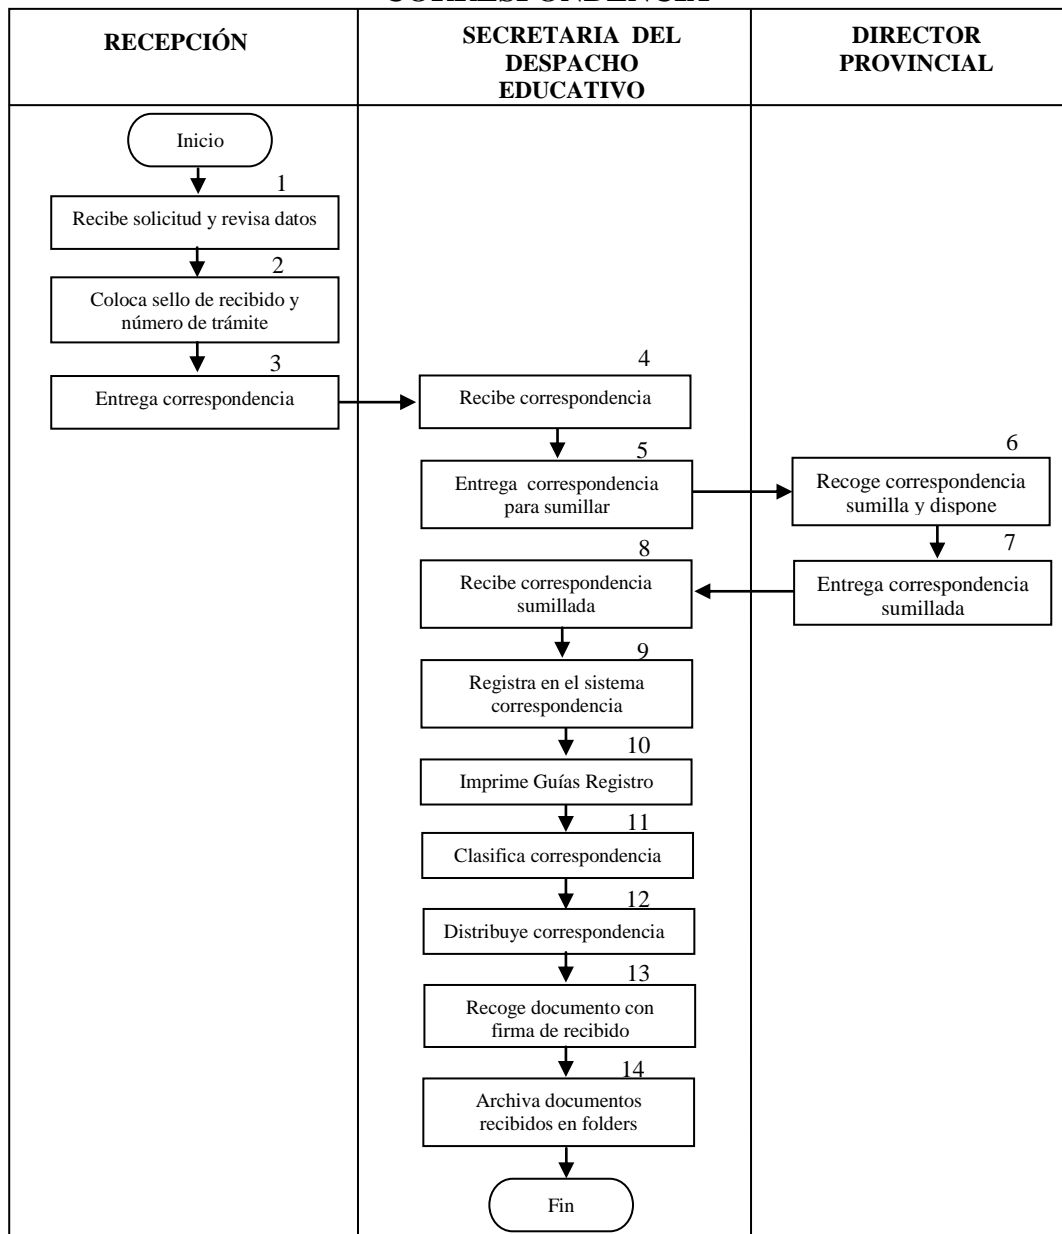 CORRESPONDENCIA
RECEPCIÓN
SECRETARIA DEL
DESPACHO
EDUCATIVO
DIRECTOR
PROVINCIAL
Inicio
1
Recibe solicitud y revisa datos
2
Coloca sello de recibido y
número de trámite
3
Entrega correspondencia
4
Recibe correspondencia
5
Entrega correspondencia
para sumillar
6
Recoge correspondencia
sumilla y dispone
7
Entrega correspondencia
sumillada
8
Recibe correspondencia
sumillada
9
Registra en el sistema
correspondencia
10
Imprime Guías Registro
11
Clasifica correspondencia
12
Distribuye correspondencia
13
Recoge documento con
firma de recibido
14
Archiva documentos
recibidos en folders
Fin